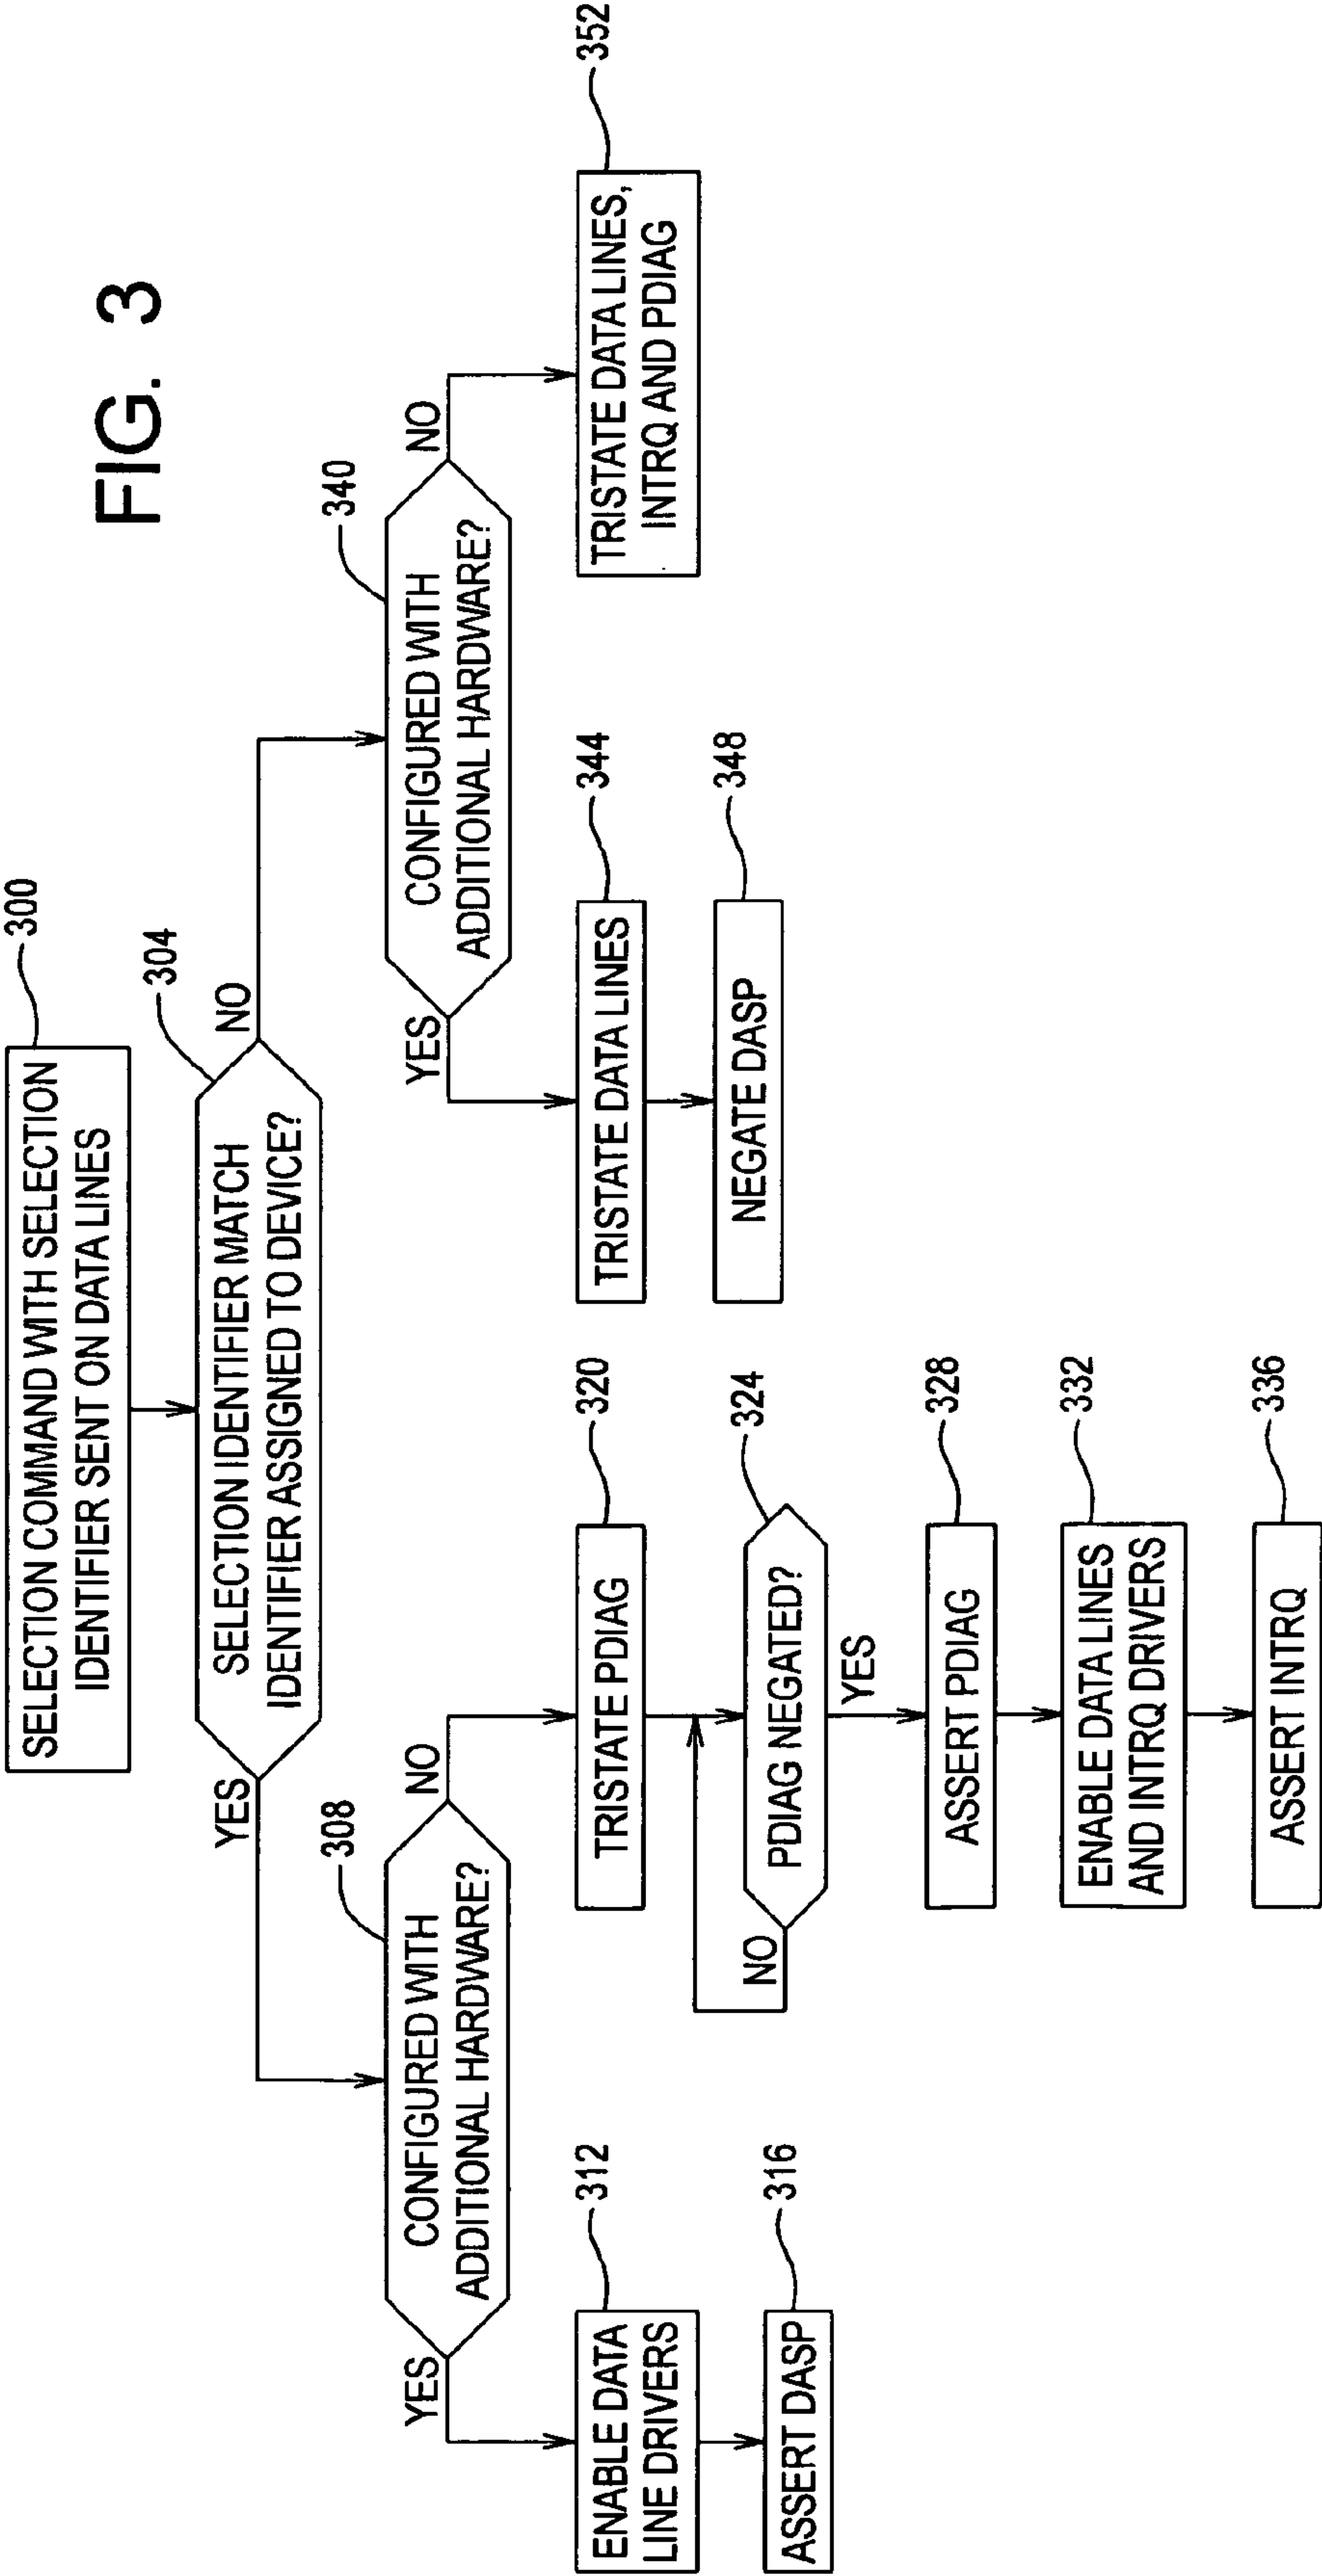 FIG. 3
300
SELECTION COMMAND WITH SELECTION
IDENTIFIER SENT ON DATA LINES
304
SELECTION IDENTIFIER MATCH
IDENTIFIER ASSIGNED TO DEVICE?
YES
NO
308
CONFIGURED WITH
ADDITIONAL HARDWARE?
YES
NO
312
ENABLE DATA
LINE DRIVERS
316
ASSERT DASP
320
TRISTATE PDIAG
324
PDIAG NEGATED?
NO
YES
328
ASSERT PDIAG
332
ENABLE DATA LINES
AND INTRQ DRIVERS
336
ASSERT INTRQ
340
CONFIGURED WITH
ADDITIONAL HARDWARE?
YES
NO
344
TRISTATE DATA LINES
348
NEGATE DASP
352
TRISTATE DATA LINES,
INTRQ AND PDIAG